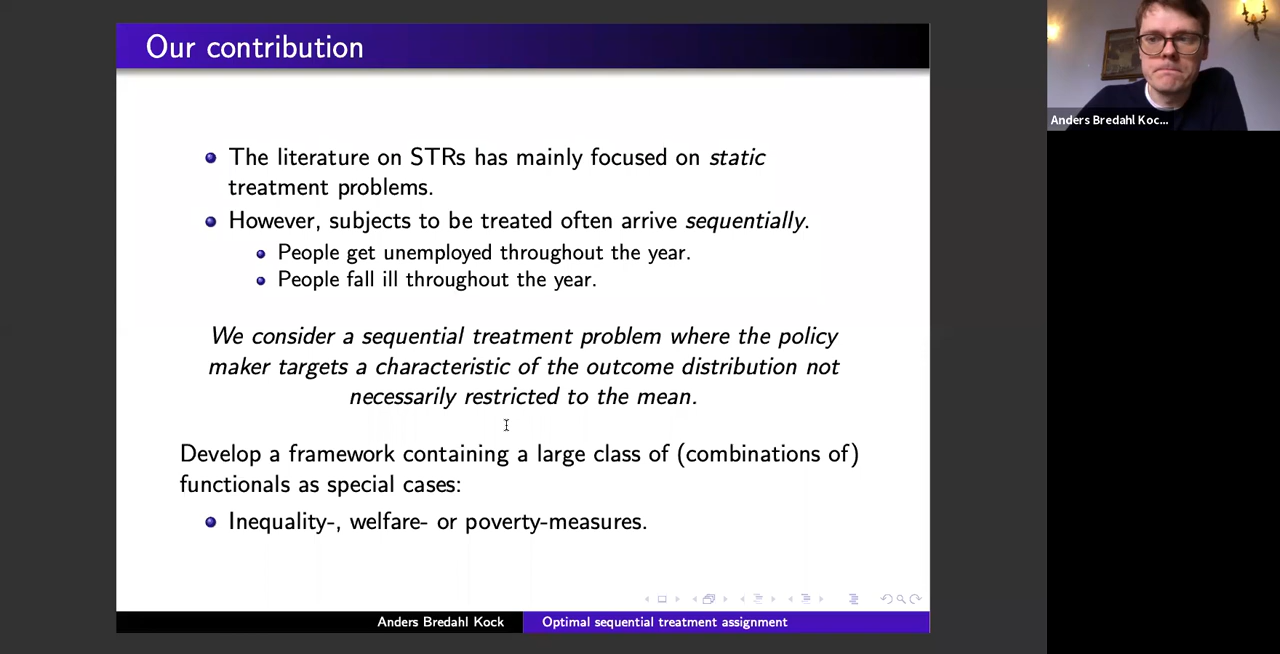 Our contribution
The literature on STRs has mainly focused on static
treatment problems.
However, subjects to be treated often arrive sequentially.
People get unemployed throughout the year.
People fall ill throughout the year.
We consider a sequential treatment problem where the policy
maker targets a characteristic of the outcome distribution not
necessarily restricted to the mean.
Develop a framework containing a large class of (combinations of)
functionals as special cases:
Inequality-, welfare- or poverty-measures.
Anders Bredahl Kock
Optimal sequential treatment assignment
Anders Bredahl Koc...